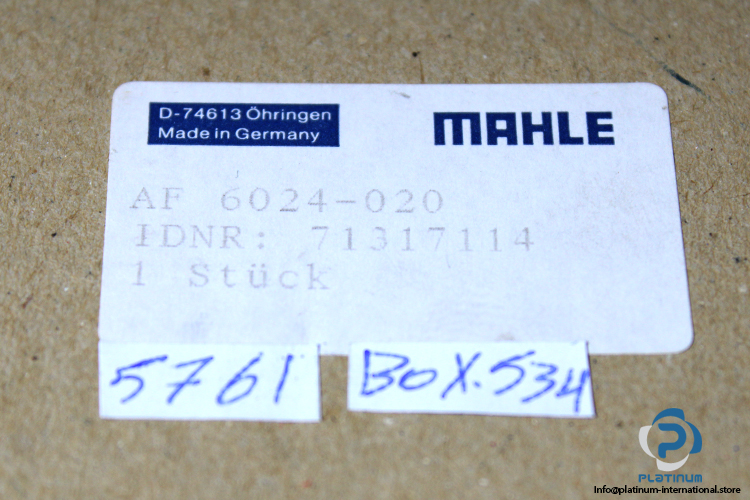 D-74613 Öhringen
Made in Germany
MAHLE
AF 6024-020
IDNR: 71317114
1 Stück
5761
BOX.534
PLATINUM
Info@platinum-international.store